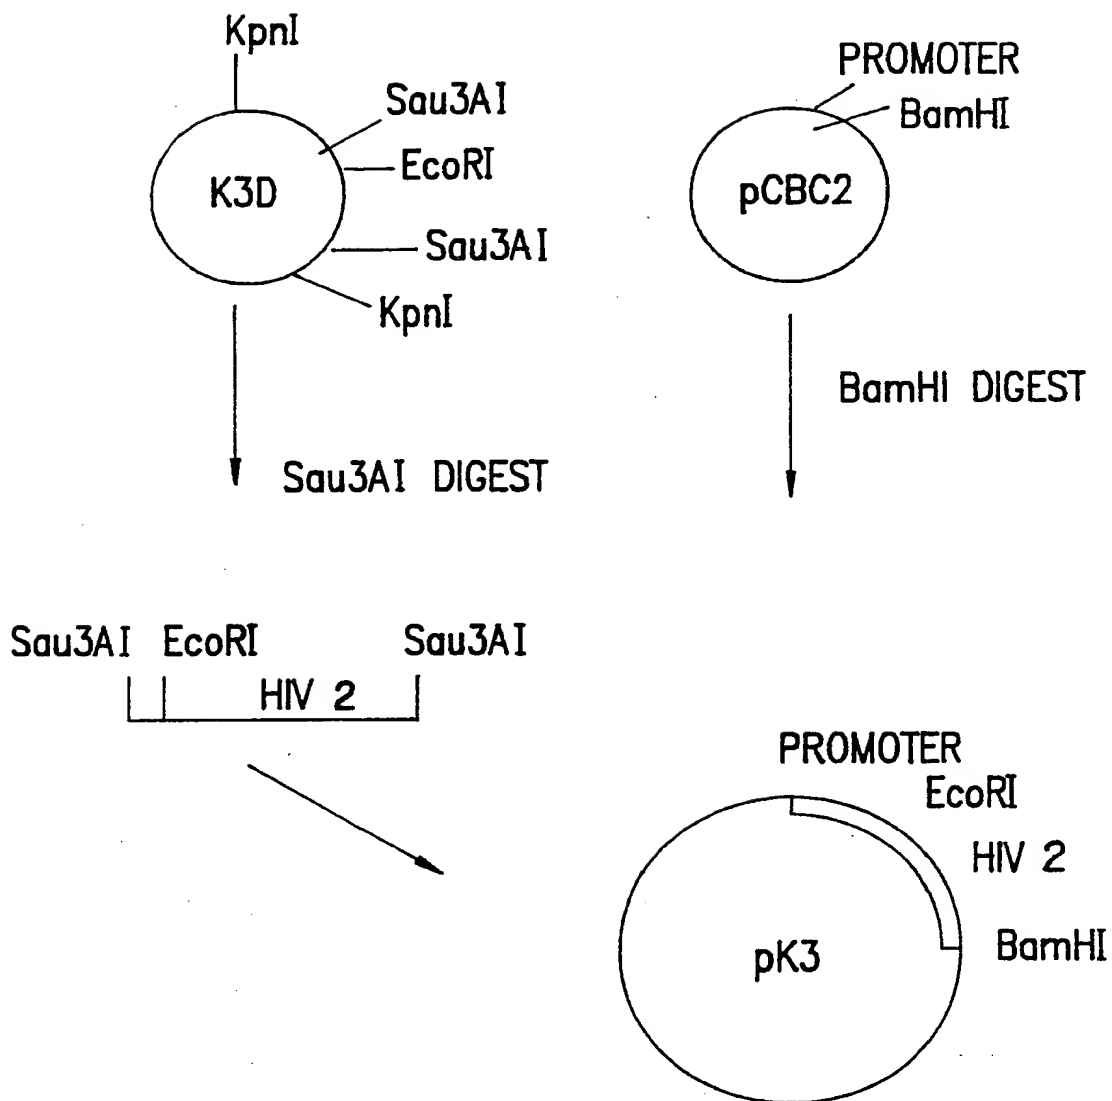 KpnI
Sau3AI
EcoRI
K3D
Sau3AI
KpnI
PROMOTER
BamHI
pCBC2
Sau3AI DIGEST
BamHI DIGEST
Sau3AI EcoRI Sau3AI
HIV 2
PROMOTER
EcoRI
HIV 2
BamHI
pK3